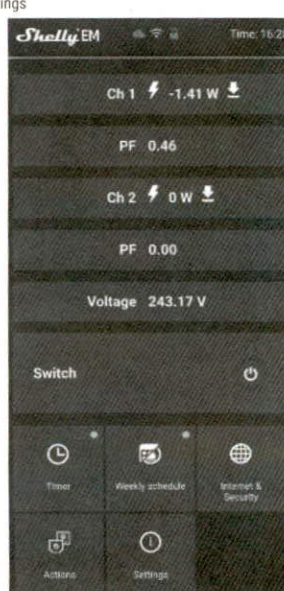 ings
Shelly EM Time: 16:28
Ch 1 -1.41 W
PF 0.46
Ch 2 0 W
PF 0.00
Voltage 243.17 V
Switch
Timer Weekly schedule Internet & Security
Actions Settings